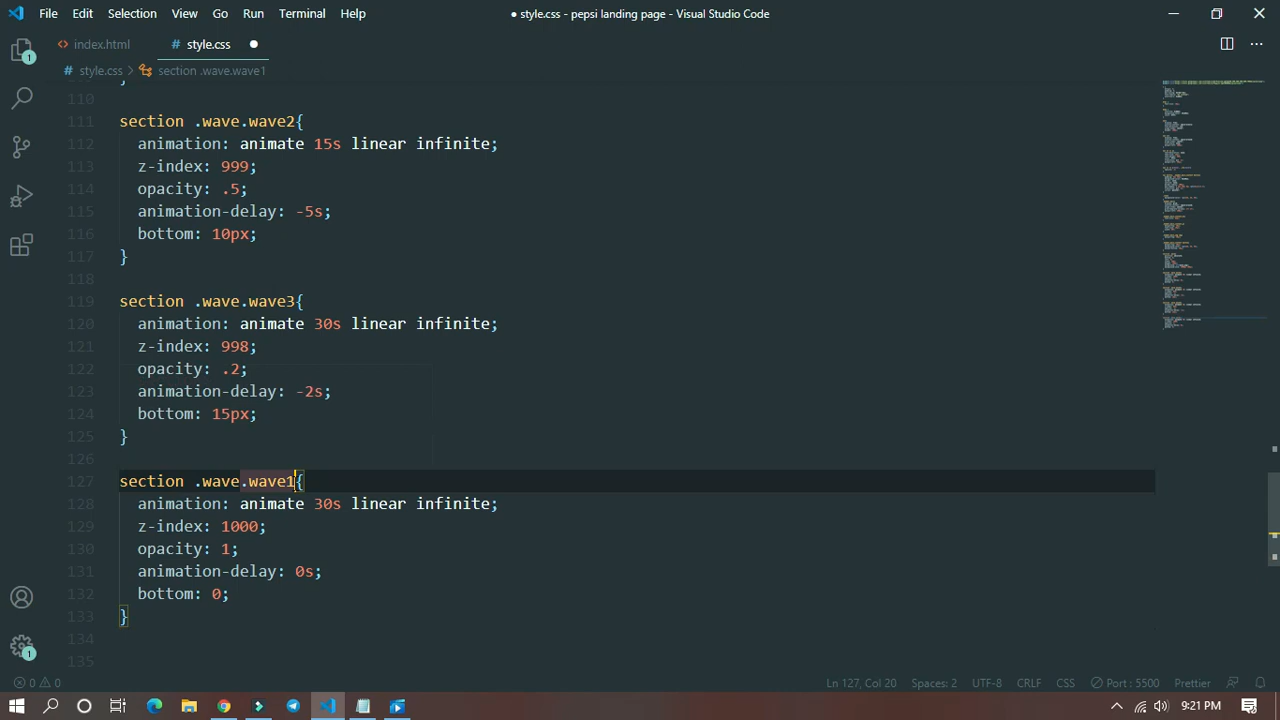 File Edit Selection View Go Run Terminal Help
● style.css - pepsi landing page - Visual Studio Code
<> index.html
# style.css ●
# style.css > section .wave.wave1
}
110
111 section .wave.wave2{
112 animation: animate 15s linear infinite;
113 z-index: 999;
114 opacity: .5;
115 animation-delay: -5s;
116 bottom: 10px;
117 }
118
119 section .wave.wave3{
120 animation: animate 30s linear infinite;
121 z-index: 998;
122 opacity: .2;
123 animation-delay: -2s;
124 bottom: 15px;
125 }
126
127 section .wave.wave1{
128 animation: animate 30s linear infinite;
129 z-index: 1000;
130 opacity: 1;
131 animation-delay: 0s;
132 bottom: 0;
133 }
134
135
1
1
0 0
Ln 127, Col 20 Spaces: 2 UTF-8 CRLF CSS Port : 5500 Prettier
9:21 PM